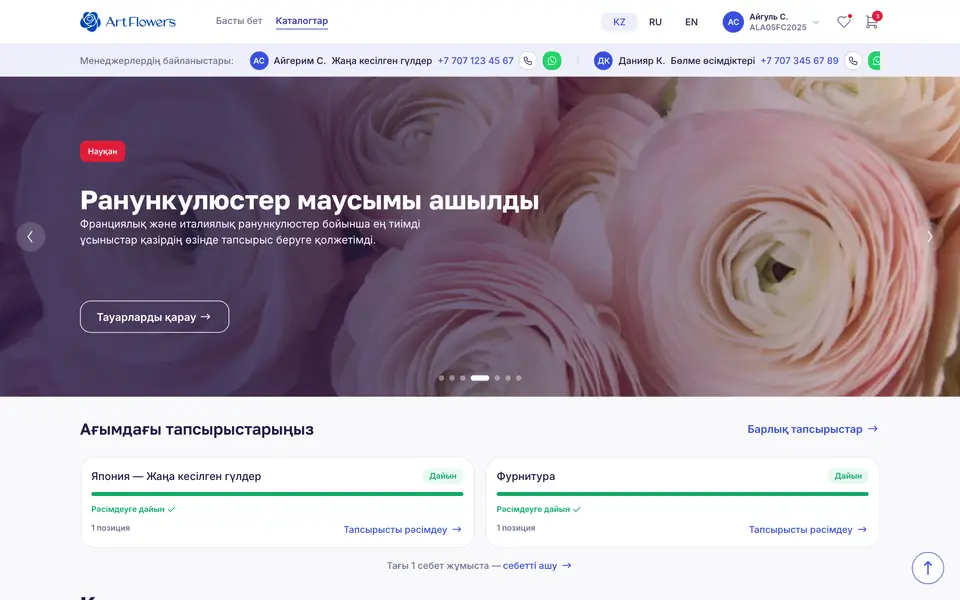 ArtFlowers
Басты бет
Каталогтар
KZ
RU
EN
АС
Айгуль С.
ALA05FC2025
3
Менеджерлердің байланыстары:
АС Айгерим С. Жаңа кесілген гүлдер +7 707 123 45 67
ДК Данияр К. Бөлме өсімдіктері +7 707 345 67 89
Науқан
Ранункулюстер маусымы ашылды
Француз­дық және италиялық ранункулюстер бойынша ең тиімді
ұсыныстар қазірдің өзінде тапсырыс беруге қолжетімді.
Тауарларды қарау →
Ағымдағы тапсырыстарыңыз
Барлық тапсырыстар →
Япония — Жаңа кесілген гүлдер
Дайын
Рәсімдеуге дайын ✓
1 позиция
Тапсырысты рәсімдеу →
Фурнитура
Дайын
Рәсімдеуге дайын ✓
1 позиция
Тапсырысты рәсімдеу →
Тағы 1 себет жұмыста — себетті ашу →